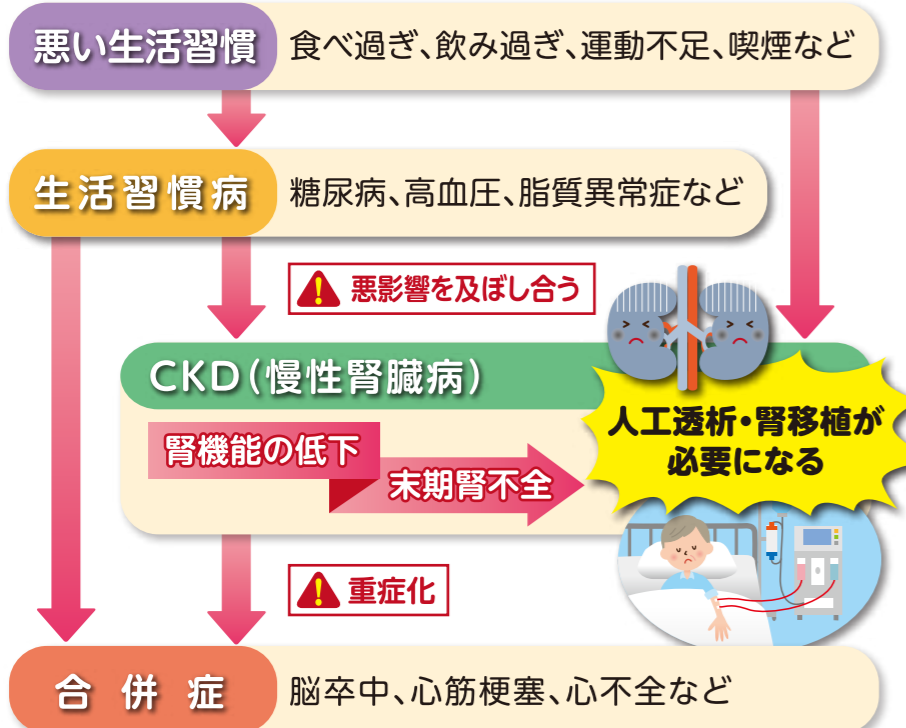 悪い生活習慣 食べ過ぎ、飲み過ぎ、運動不足、喫煙など
生活習慣病 糖尿病、高血圧、脂質異常症など
悪影響を及ぼし合う
CKD(慢性腎臓病)
人工透析・腎移植が
必要になる
腎機能の低下
末期腎不全
重症化
合併症 脳卒中、心筋梗塞、心不全など